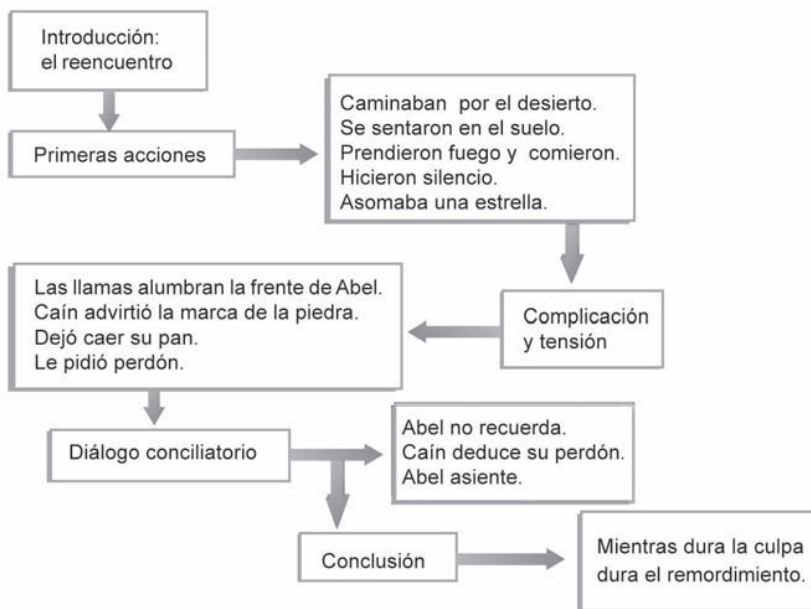 Introducción:
el reencuentro
Primeras acciones
Caminaban por el desierto.
Se sentaron en el suelo.
Prendieron fuego y comieron.
Hicieron silencio.
Asomaba una estrella.
Complicación
y tensión
Las llamas alumbran la frente de Abel.
Caín advirtió la marca de la piedra.
Dejó caer su pan.
Le pidió perdón.
Diálogo conciliatorio
Abel no recuerda.
Caín deduce su perdón.
Abel asiente.
Conclusión
Mientras dura la culpa
dura el remordimiento.